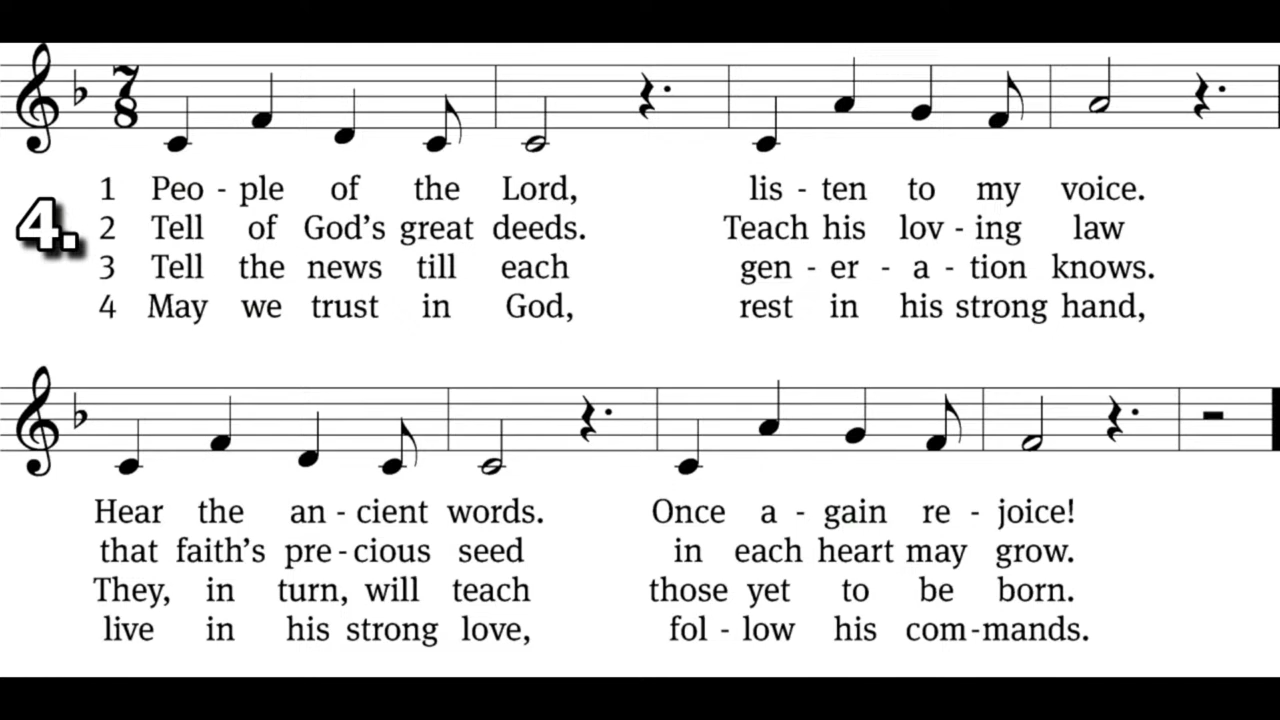 7
8
4.
1 Peo - ple of the Lord, lis - ten to my voice.
2 Tell of God's great deeds. Teach his lov - ing law
3 Tell the news till each gen - er - a - tion knows.
4 May we trust in God, rest in his strong hand,
Hear the an - cient words. Once a - gain re - joice!
that faith's pre - cious seed in each heart may grow.
They, in turn, will teach those yet to be born.
live in his strong love, fol - low his com - mands.